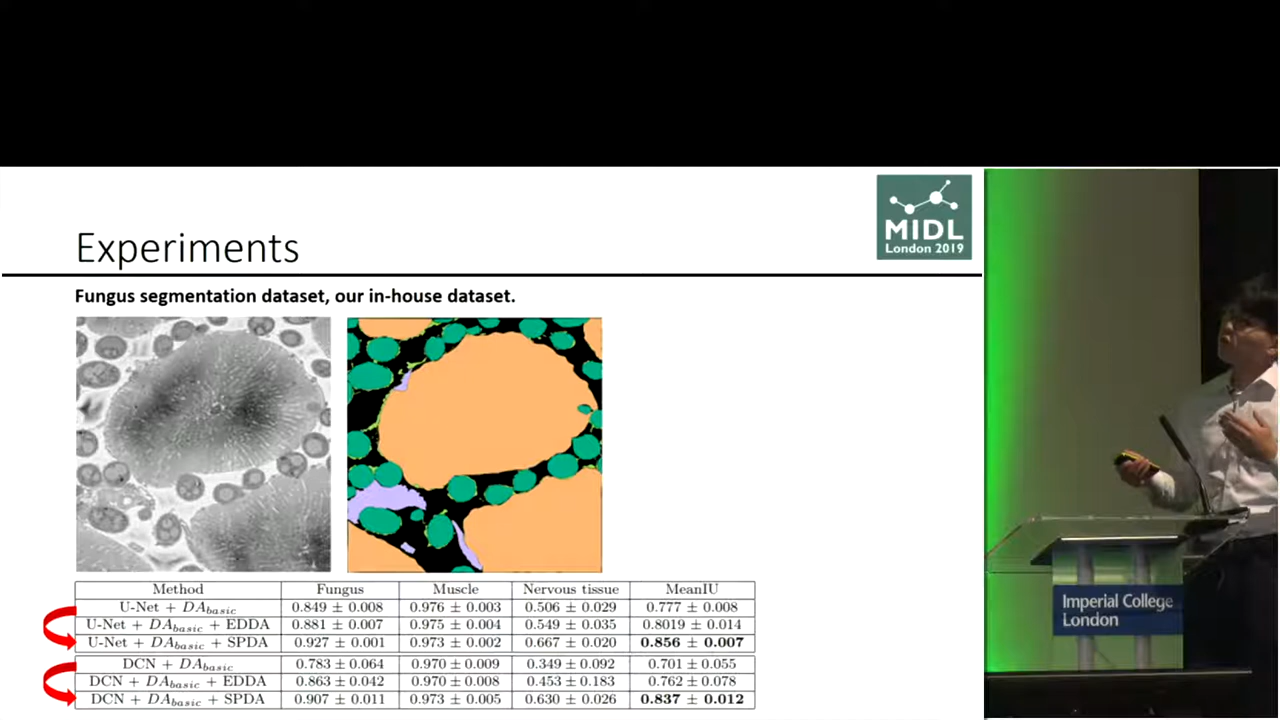 MIDL
London 2019
Experiments
Fungus segmentation dataset, our in-house dataset.
Method Fungus Muscle Nervous tissue MeanIU
U-Net + DA_basic 0.849 ± 0.008 0.976 ± 0.003 0.506 ± 0.029 0.777 ± 0.008
U-Net + DA_basic + EDDA 0.881 ± 0.007 0.975 ± 0.004 0.549 ± 0.035 0.8019 ± 0.014
U-Net + DA_basic + SPDA 0.927 ± 0.001 0.973 ± 0.002 0.667 ± 0.020 0.856 ± 0.007
DCN + DA_basic 0.783 ± 0.064 0.970 ± 0.009 0.349 ± 0.092 0.701 ± 0.055
DCN + DA_basic + EDDA 0.863 ± 0.042 0.970 ± 0.008 0.453 ± 0.183 0.762 ± 0.078
DCN + DA_basic + SPDA 0.907 ± 0.011 0.973 ± 0.005 0.630 ± 0.026 0.837 ± 0.012
Imperial College
London